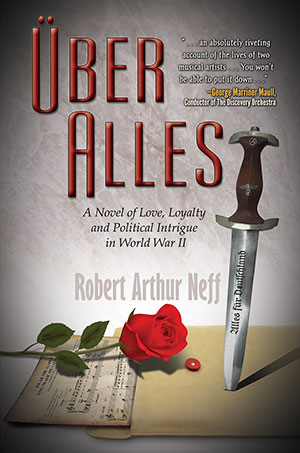 ÜBER
ALLES
“ . . . an absolutely riveting
account of the lives of two
musical artists . . . You won’t
be able to put it down . . .”
–George Marriner Maull,
Conductor of The Discovery Orchestra
A Novel of Love, Loyalty
and Political Intrigue
in World War II
Robert Arthur Neff
Alles für Deutschland